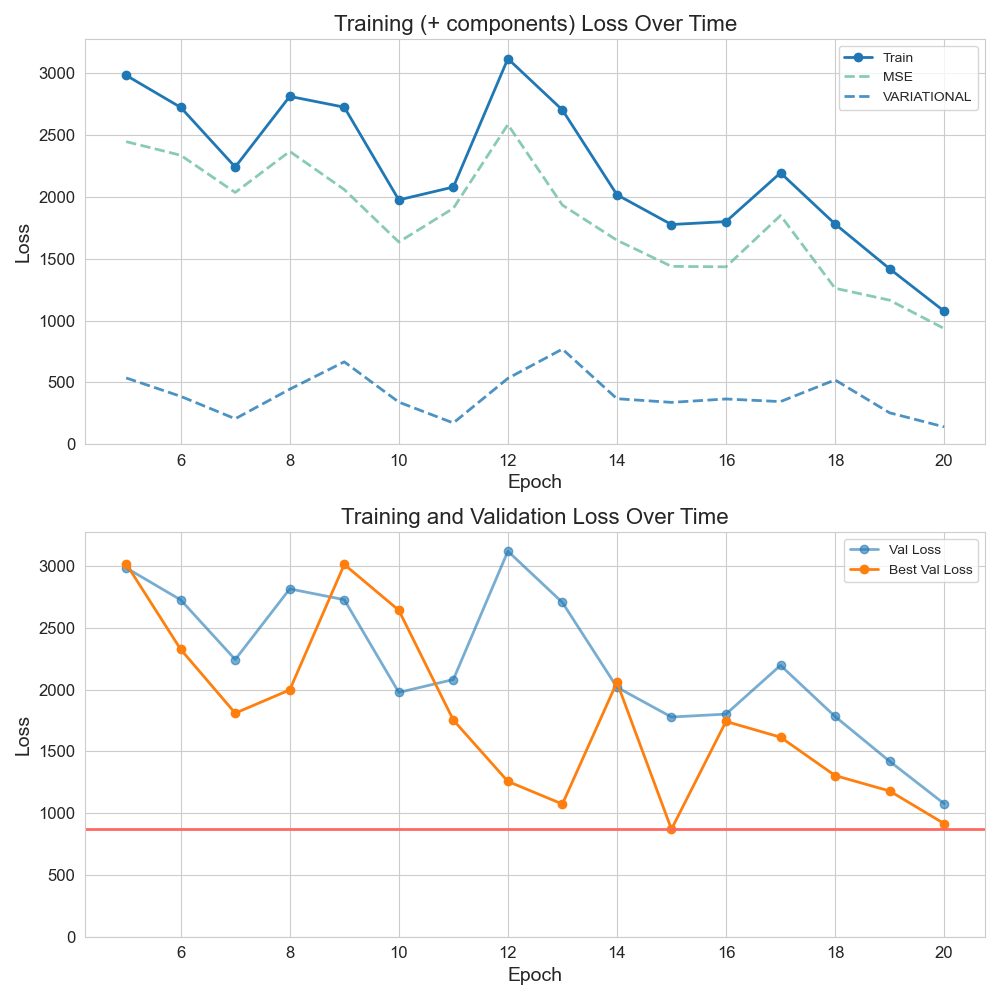 Training (+ components) Loss Over Time
Train
MSE
VARIATIONAL
3000
2500
2000
1500
1000
500
0
Loss
6 8 10 12 14 16 18 20
Epoch
Training and Validation Loss Over Time
Val Loss
Best Val Loss
3000
2500
2000
1500
1000
500
0
Loss
6 8 10 12 14 16 18 20
Epoch